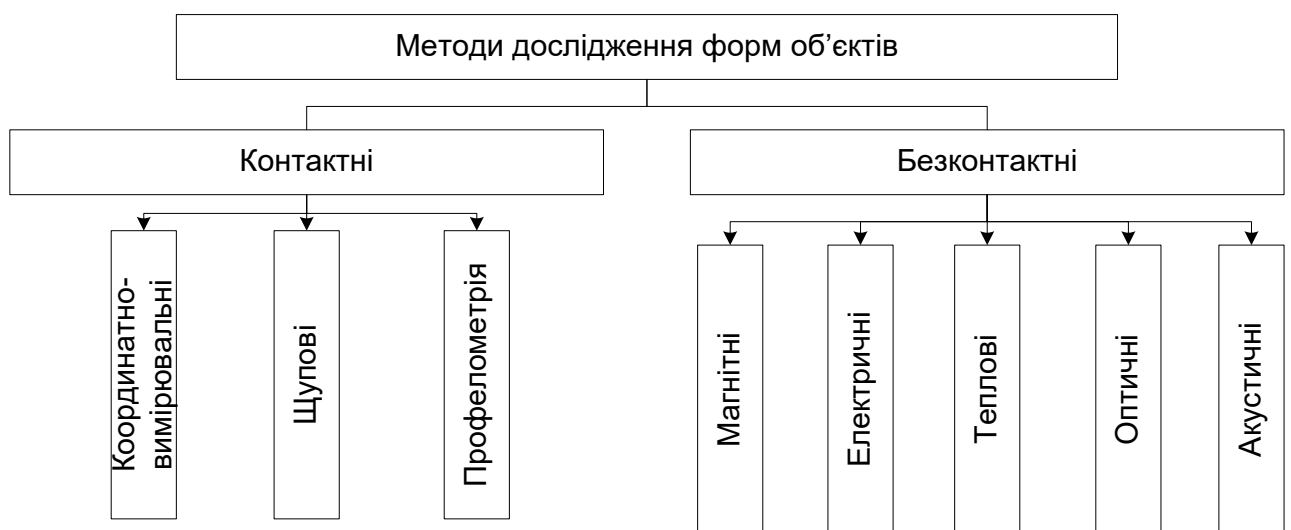 Методи дослідження форм об’єктів
Контактні
Безконтактні
Координатно-
вимірювальні
Щупові
Профелометрія
Магнітні
Електричні
Теплові
Оптичні
Акустичні